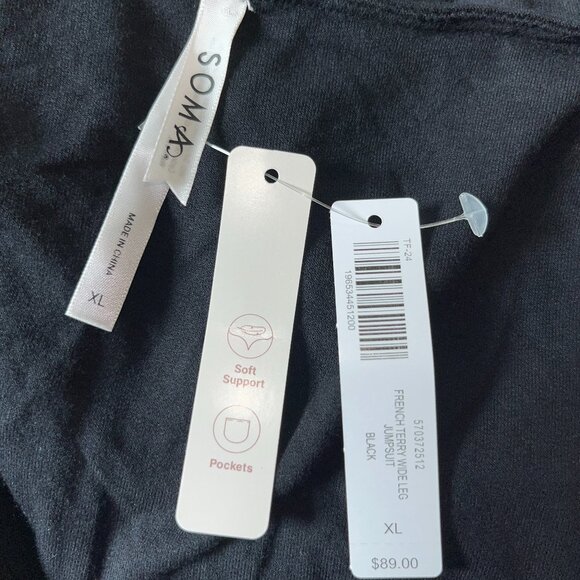 SOMA
MADE IN CHINA
XL
Soft
Support
Pockets
TF-24
196534451200
570372512
FRENCH TERRY WIDE LEG
JUMPSUIT
BLACK
XL
$89.00